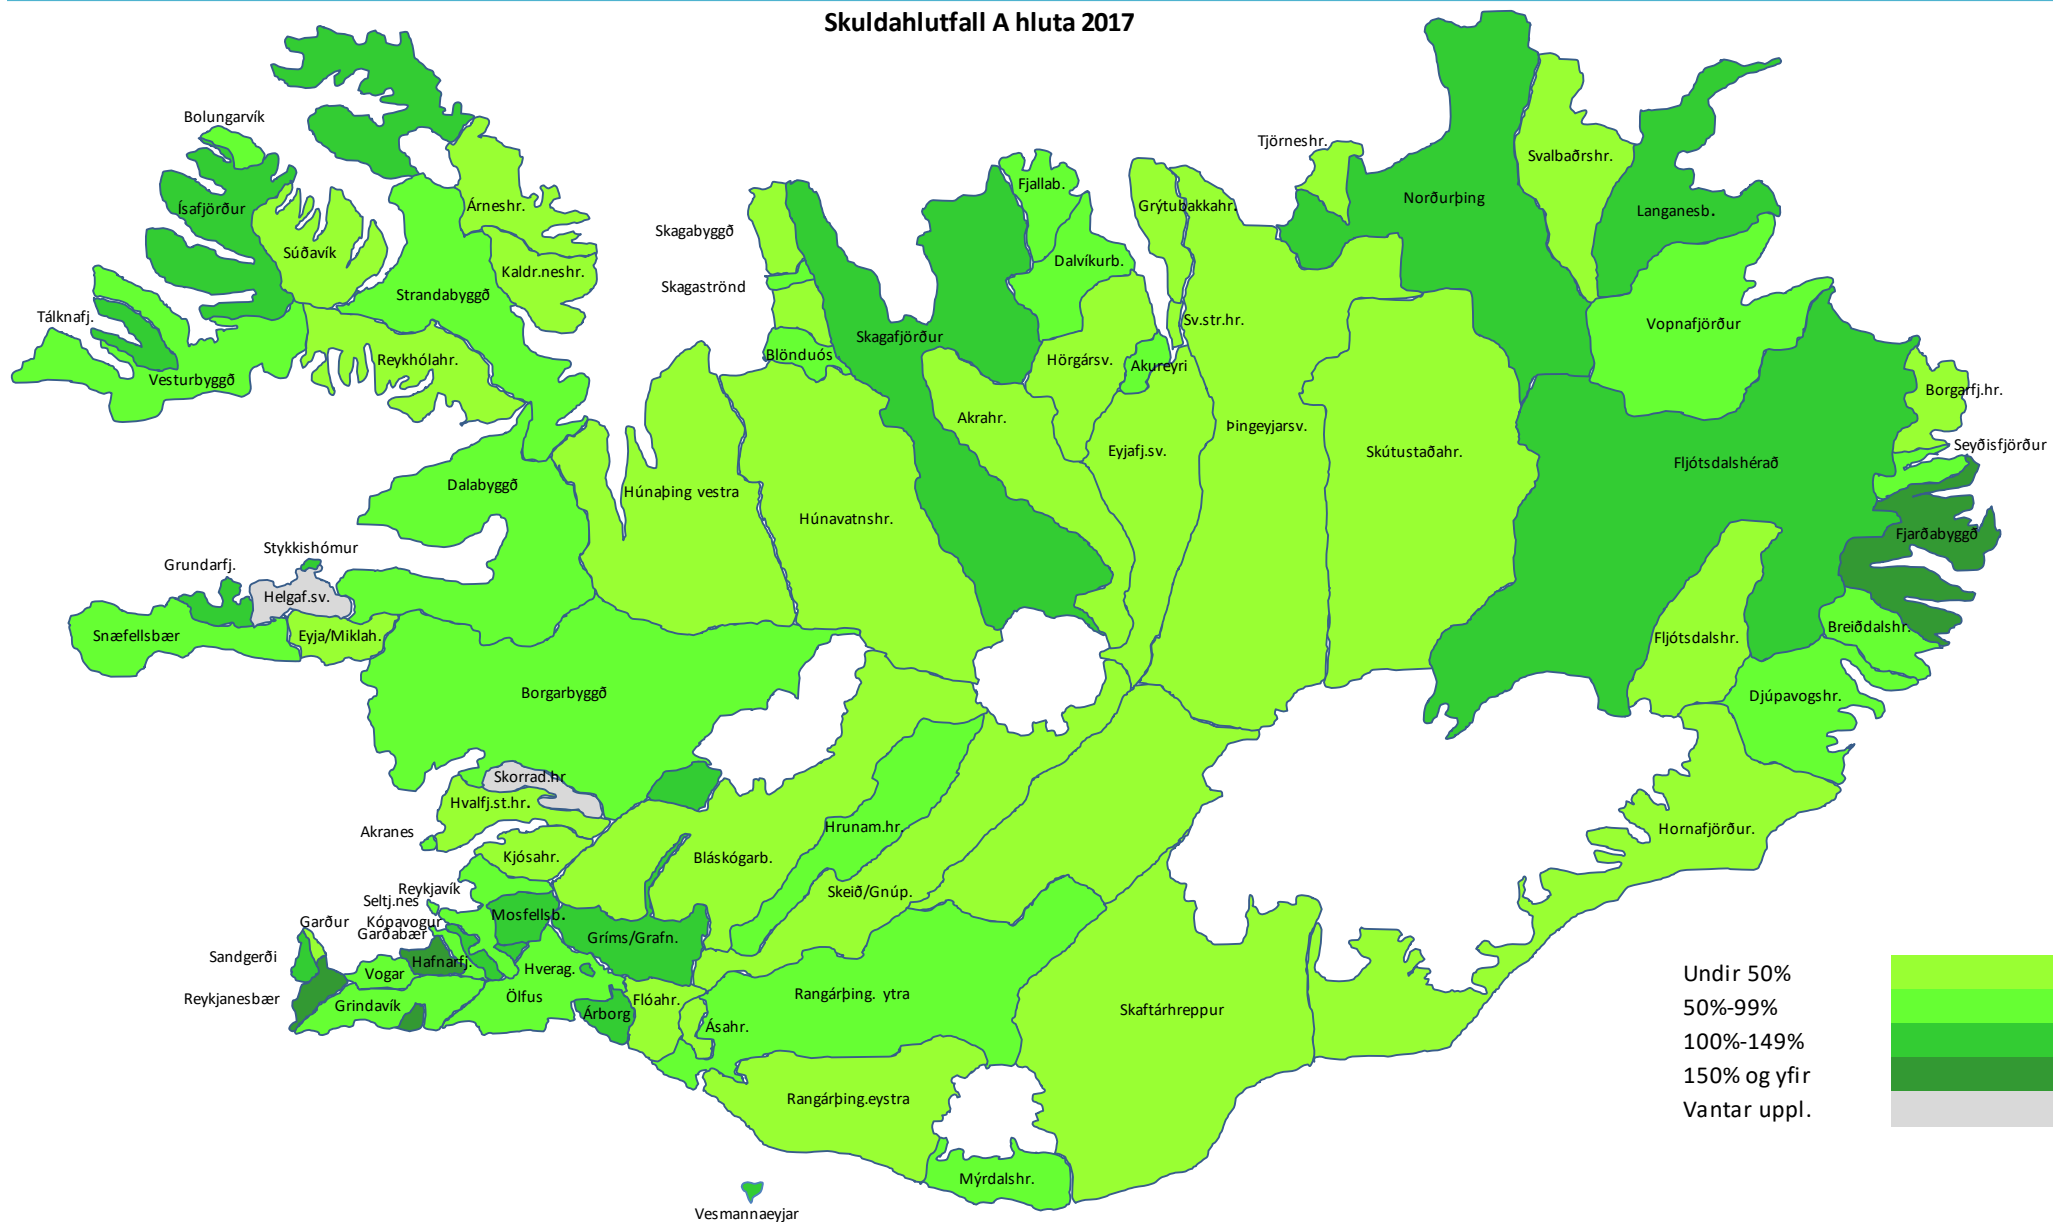 Skuldahlutfall A hluta 2017
Bolungarvík
Ísafjörður
Súðavík
Árneshr.
Kaldr.neshr.
Strandabyggð
Tálknafj.
Vesturbyggð
Reykhólahr.
Skagabyggð
Skagaströnd
Blönduós
Skagafjörður
Fjallab.
Dalvíkurb.
Grýtubakkahr.
Sv.str.hr.
Hörgársv.
Akureyri
Tjörneshr.
Norðurþing
Svalbaðrshr.
Langanesb.
Vopnafjörður
Borgarfj.hr.
Seyðisfjörður
Dalabyggð
Húnaþing vestra
Húnavatnshr.
Akrahr.
Eyjafj.sv.
Þingeyjarsv.
Skútustaðahr.
Fljótsdalshérað
Fjarðabyggð
Stykkishómur
Grundarfj.
Helgaf.sv.
Snæfellsbær
Eyja/Miklah.
Fljótsdalshr.
Breiðdalshr.
Djúpavogshr.
Borgarbyggð
Skorrad.hr
Hvalfj.st.hr.
Akranes
Kjósahr.
Bláskógarb.
Hrunam.hr.
Skeið/Gnúp.
Hornafjörður.
Reykjavík
Seltj.nes
Kópavogur
Garðabær
Mosfellsb.
Garður
Sandgerði
Reykjanesbær
Hafnarfj.
Vogar
Grindavík
Gríms/Grafn.
Hverag.
Ölfus
Árborg
Flóahr.
Ásahr.
Rangárþing. ytra
Skaftárhreppur
Rangárþing.eystra
Mýrdalshr.
Vesmannaeyjar
Undir 50%
50%-99%
100%-149%
150% og yfir
Vantar uppl.